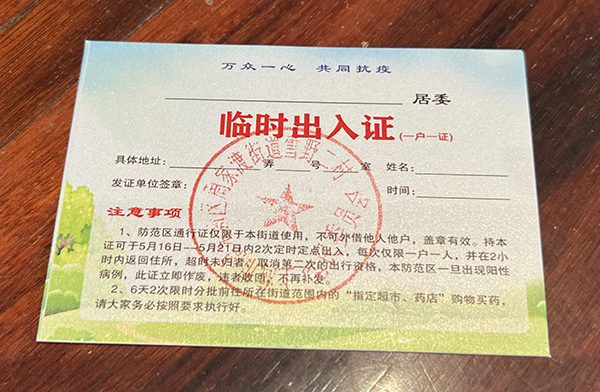 万众一心 共同抗疫
居委
临时出入证(一户一证)
具体地址: 弄 号 室 姓名:
发证单位签章: 时间:
注意事项
1、防范区通行证仅限于本街道使用,不可外借他人他户,盖章有效。持本
证可于5月16日--5月21日内2次定时定点出入,每次仅限一户一人,并在2小
时内返回住所,超时未归者,取消第二次的出行资格,本防范区一旦出现阳性
病例,此证立即作废,违者收回,不再补发。
2、6天2次限时分批前往所在街道范围内的“指定超市、药店”购物买药,
请大家务必按照要求执行好。
家渡街道雪野二村